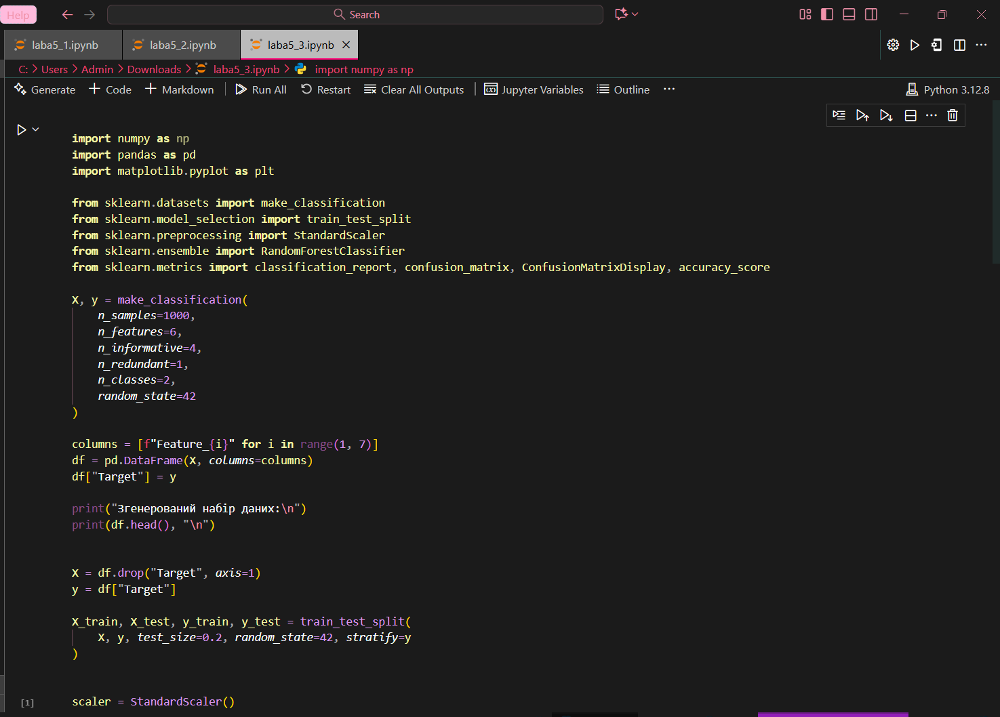 Help
Search
laba5_1.ipynb
laba5_2.ipynb
laba5_3.ipynb
C: > Users > Admin > Downloads > laba5_3.ipynb > import numpy as np
Generate + Code + Markdown Run All Restart Clear All Outputs Jupyter Variables Outline ... Python 3.12.8
import numpy as np
import pandas as pd
import matplotlib.pyplot as plt
from sklearn.datasets import make_classification
from sklearn.model_selection import train_test_split
from sklearn.preprocessing import StandardScaler
from sklearn.ensemble import RandomForestClassifier
from sklearn.metrics import classification_report, confusion_matrix, ConfusionMatrixDisplay, accuracy_score
X, y = make_classification(
    n_samples=1000,
    n_features=6,
    n_informative=4,
    n_redundant=1,
    n_classes=2,
    random_state=42
)
columns = [f"Feature_{i}" for i in range(1, 7)]
df = pd.DataFrame(X, columns=columns)
df["Target"] = y
print("Згенерований набір даних:\n")
print(df.head(), "\n")
X = df.drop("Target", axis=1)
y = df["Target"]
X_train, X_test, y_train, y_test = train_test_split(
    X, y, test_size=0.2, random_state=42, stratify=y
)
[1] scaler = StandardScaler()